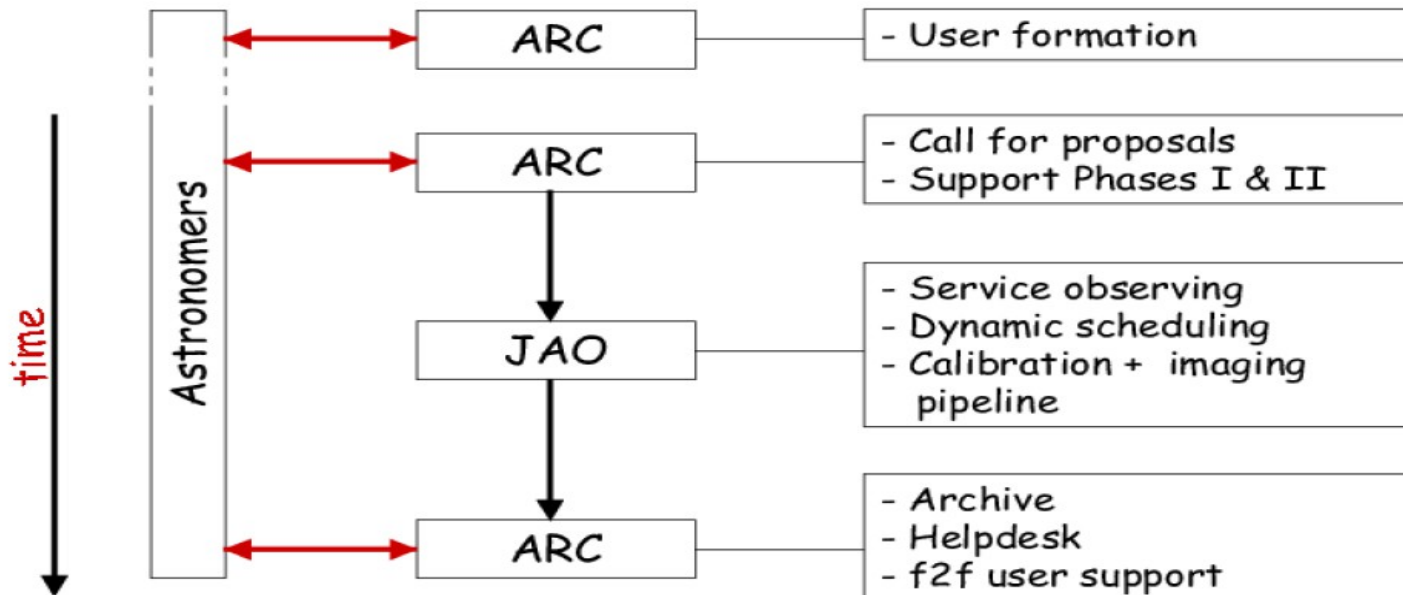 ARC
- User formation
ARC
- Call for proposals
- Support Phases I & II
time
Astronomers
JAO
- Service observing
- Dynamic scheduling
- Calibration + imaging
pipeline
ARC
- Archive
- Helpdesk
- f2f user support